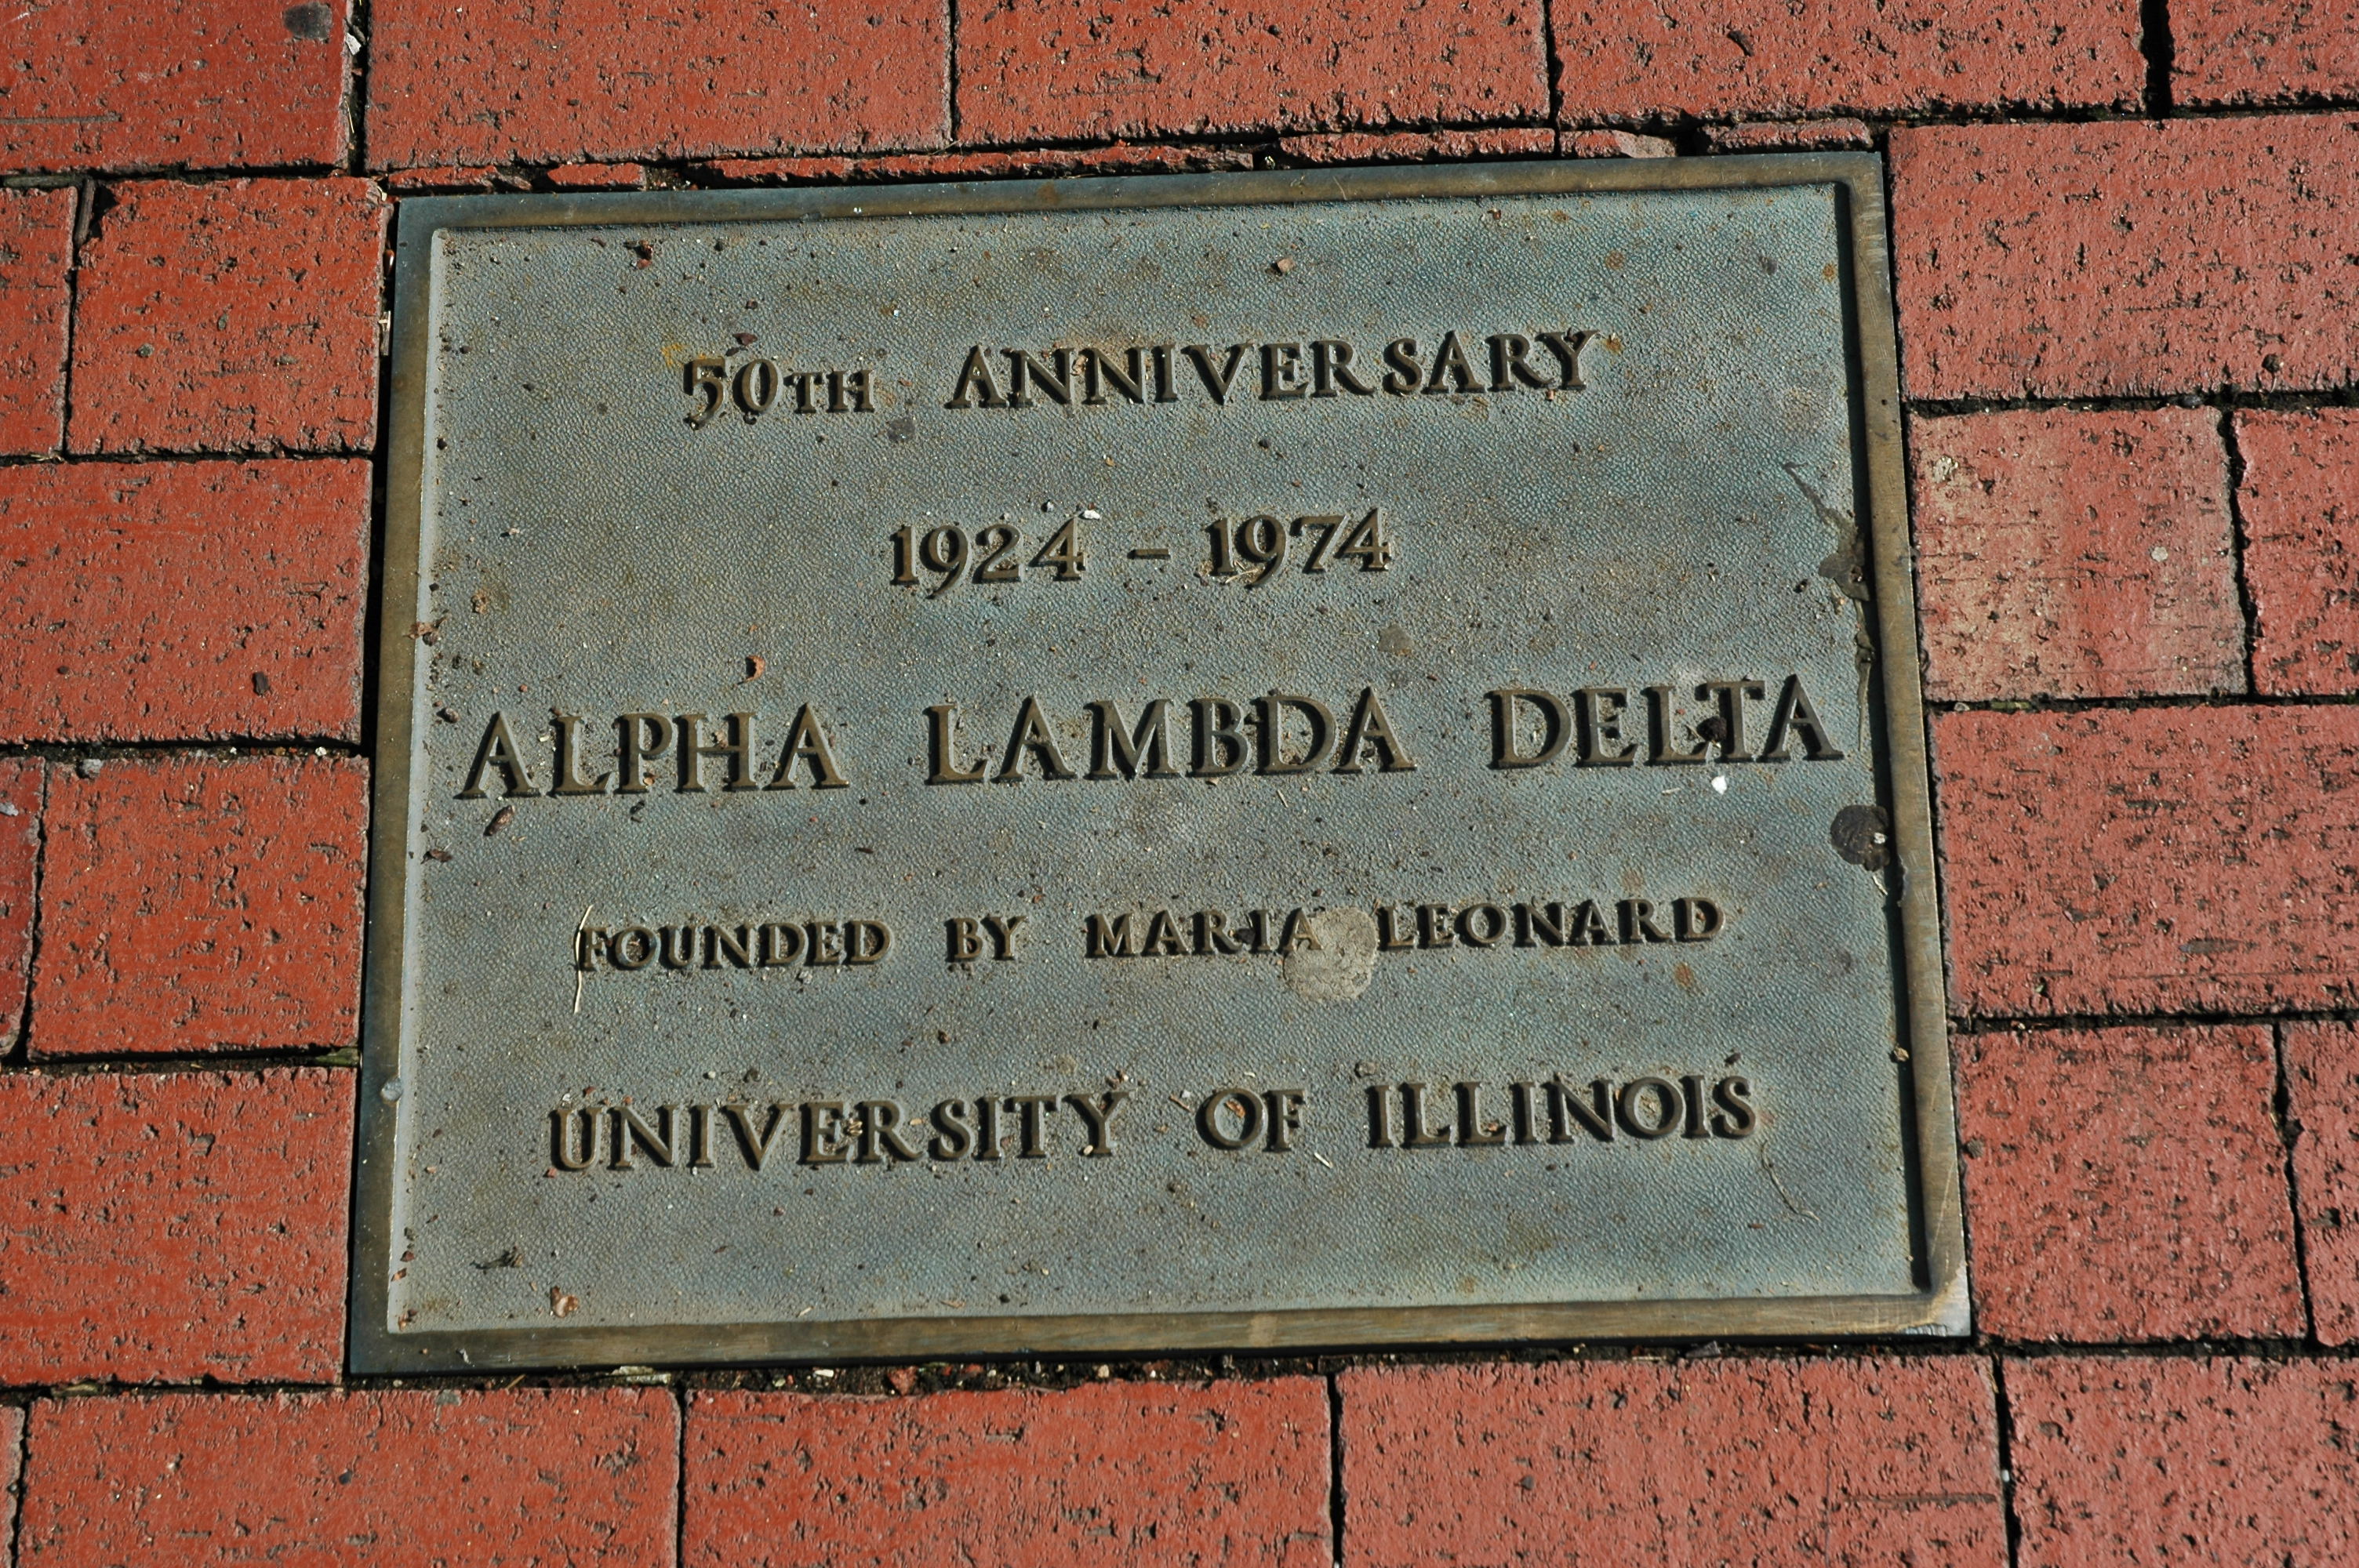 50TH ANNIVERSARY
1924 - 1974
ALPHA LAMBDA DELTA
FOUNDED BY MARIA LEONARD
UNIVERSITY OF ILLINOIS